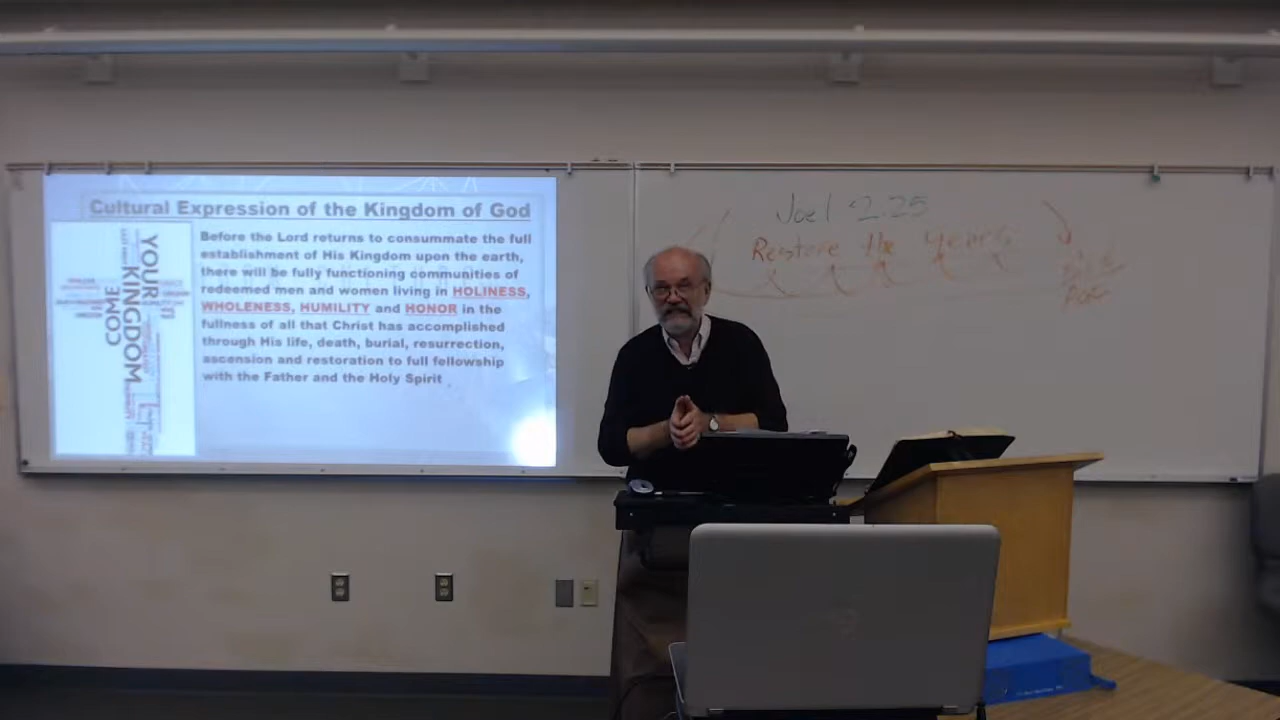 Cultural Expression of the Kingdom of God
Before the Lord returns to consummate the full
establishment of His Kingdom upon the earth,
there will be fully functioning communities of
redeemed men and women living in HOLINESS,
WHOLENESS, HUMILITY and HONOR in the
fullness of all that Christ has accomplished
through His life, death, burial, resurrection,
ascension and restoration to full fellowship
with the Father and the Holy Spirit
YOUR
KINGDOM
COME
Joel 2.25
Restore the years